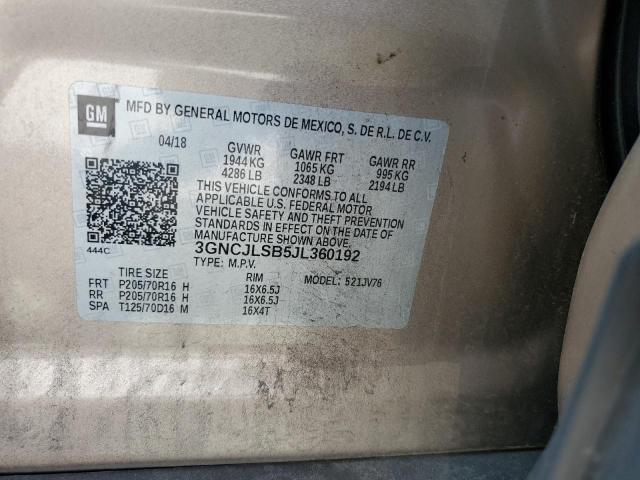 GM
MFD BY GENERAL MOTORS DE MEXICO, S. DE R.L. DE C.V.
04/18
GVWR GAWR FRT GAWR RR
1944 KG 1065 KG 995 KG
4286 LB 2348 LB 2194 LB
THIS VEHICLE CONFORMS TO ALL
APPLICABLE U.S. FEDERAL MOTOR
VEHICLE SAFETY AND THEFT PREVENTION
STANDARDS IN EFFECT ON THE DATE OF
MANUFACTURE SHOWN ABOVE.
3GNCJLSB5JL360192
444C
TYPE: M.P.V.
MODEL: 521JV76
TIRE SIZE RIM
FRT P205/70R16 H 16X6.5J
RR P205/70R16 H 16X6.5J
SPA T125/70D16 M 16X4T